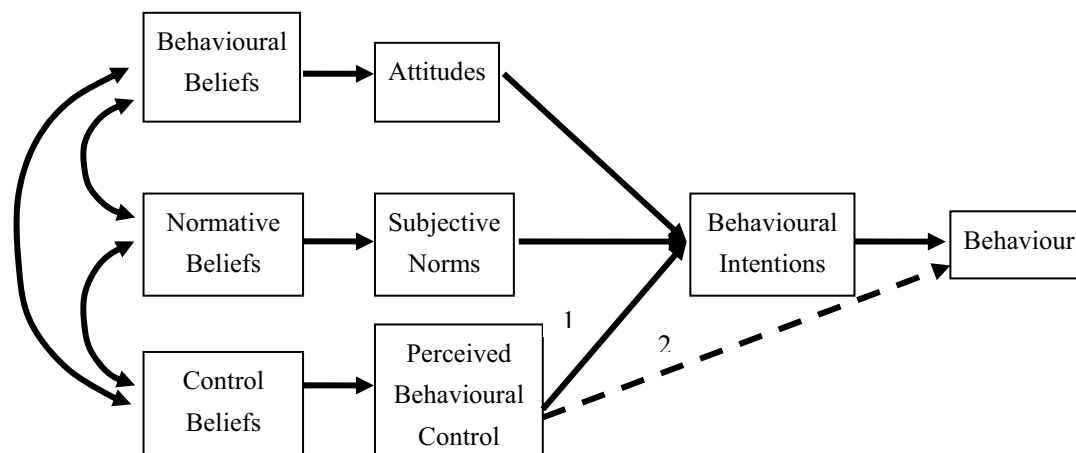 Behavioural
Beliefs
Attitudes
Normative
Beliefs
Subjective
Norms
Behavioural
Intentions
Behaviour
1
2
Control
Beliefs
Perceived
Behavioural
Control